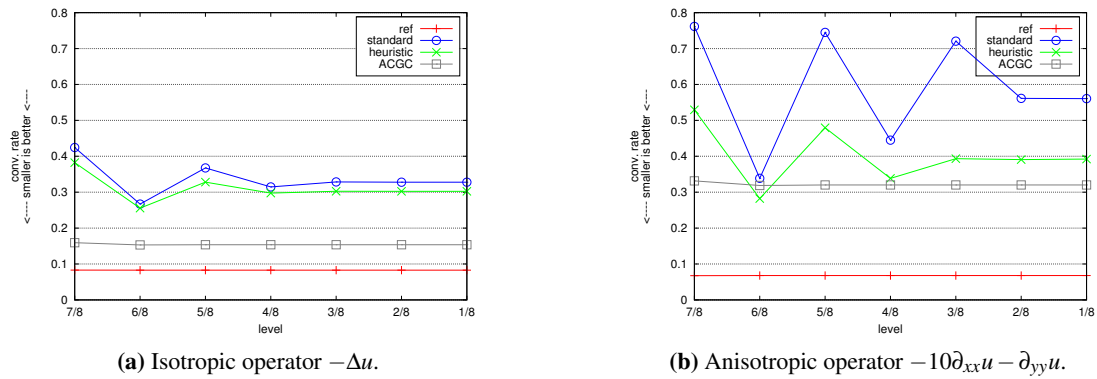 0.8
0.7
0.6
0.5
0.4
0.3
0.2
0.1
0
conv. rate
<---- smaller is better <----
ref
standard
heuristic
ACGC
7/8 6/8 5/8 4/8 3/8 2/8 1/8
level
(a) Isotropic operator −Δu.
0.8
0.7
0.6
0.5
0.4
0.3
0.2
0.1
0
conv. rate
<---- smaller is better <----
ref
standard
heuristic
ACGC
7/8 6/8 5/8 4/8 3/8 2/8 1/8
level
(b) Anisotropic operator −10∂xxu − ∂yyu.